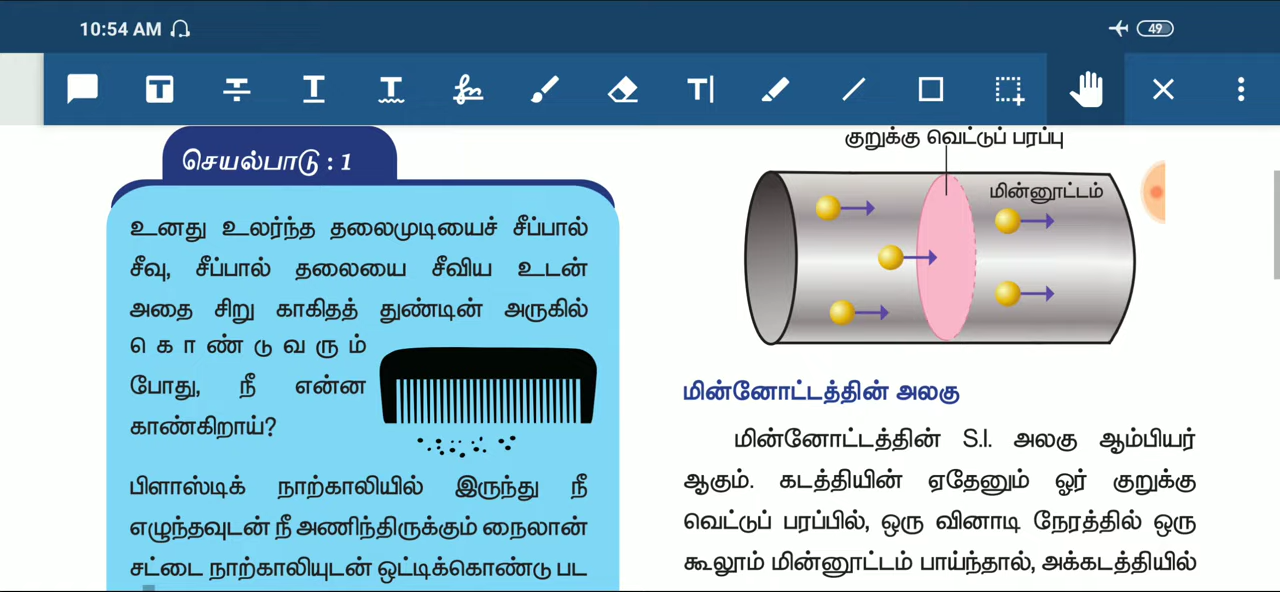 10:54 AM
49
செயல்பாடு : 1
உனது உலர்ந்த தலைமுடியைச் சீப்பால்
சீவு, சீப்பால் தலையை சீவிய உடன்
அதை சிறு காகிதத் துண்டின் அருகில்
கொண்டுவரும்
போது, நீ என்ன
காண்கிறாய்?
பிளாஸ்டிக் நாற்காலியில் இருந்து நீ
எழுந்தவுடன் நீ அணிந்திருக்கும் நைலான்
சட்டை நாற்காலியுடன் ஒட்டிக்கொண்டு பட
குறுக்கு வெட்டுப் பரப்பு
மின்னூட்டம்
மின்னோட்டத்தின் அலகு
மின்னோட்டத்தின் S.I. அலகு ஆம்பியர்
ஆகும். கடத்தியின் ஏதேனும் ஓர் குறுக்கு
வெட்டுப் பரப்பில், ஒரு வினாடி நேரத்தில் ஒரு
கூலூம் மின்னூட்டம் பாய்ந்தால், அக்கடத்தியில்